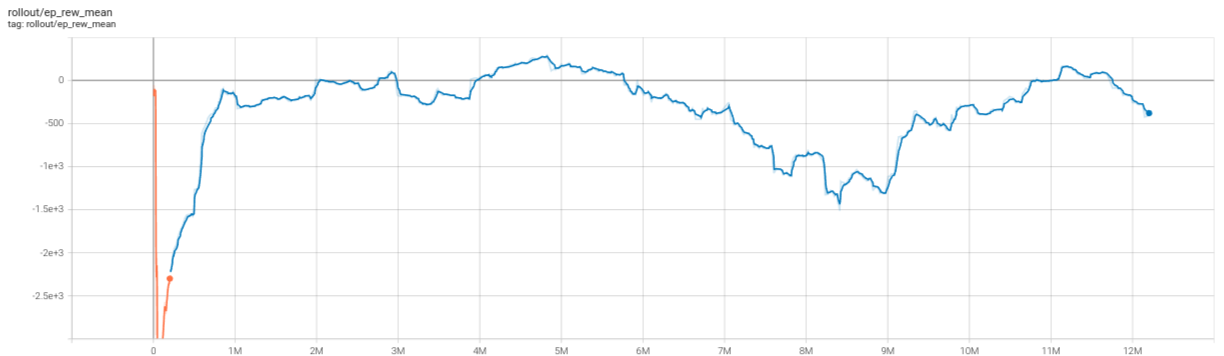 rollout/ep_rew_mean
tag: rollout/ep_rew_mean
0
-500
-1e+3
-1.5e+3
-2e+3
-2.5e+3
0 1M 2M 3M 4M 5M 6M 7M 8M 9M 10M 11M 12M